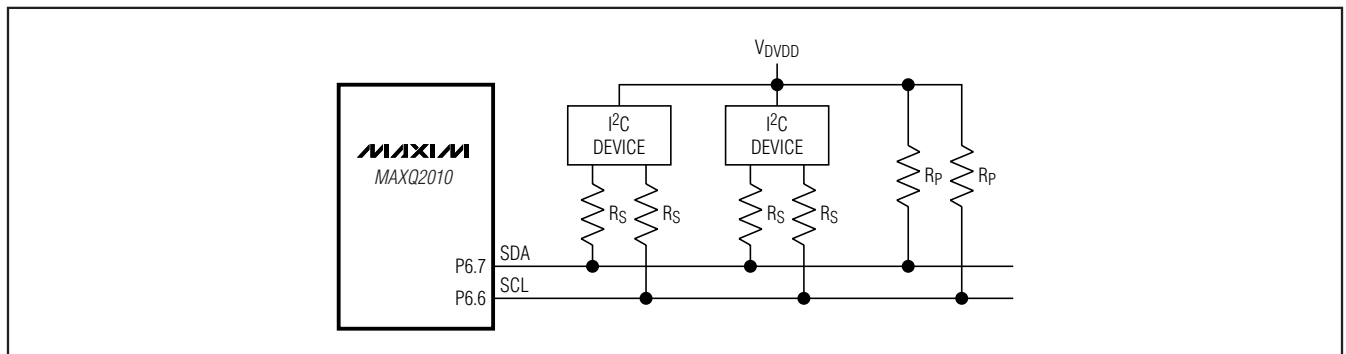 VDVDD
I²C
DEVICE
I²C
DEVICE
MAXIM
MAXQ2010
RS
RS
RS
RS
RP
RP
P6.7
SDA
P6.6
SCL